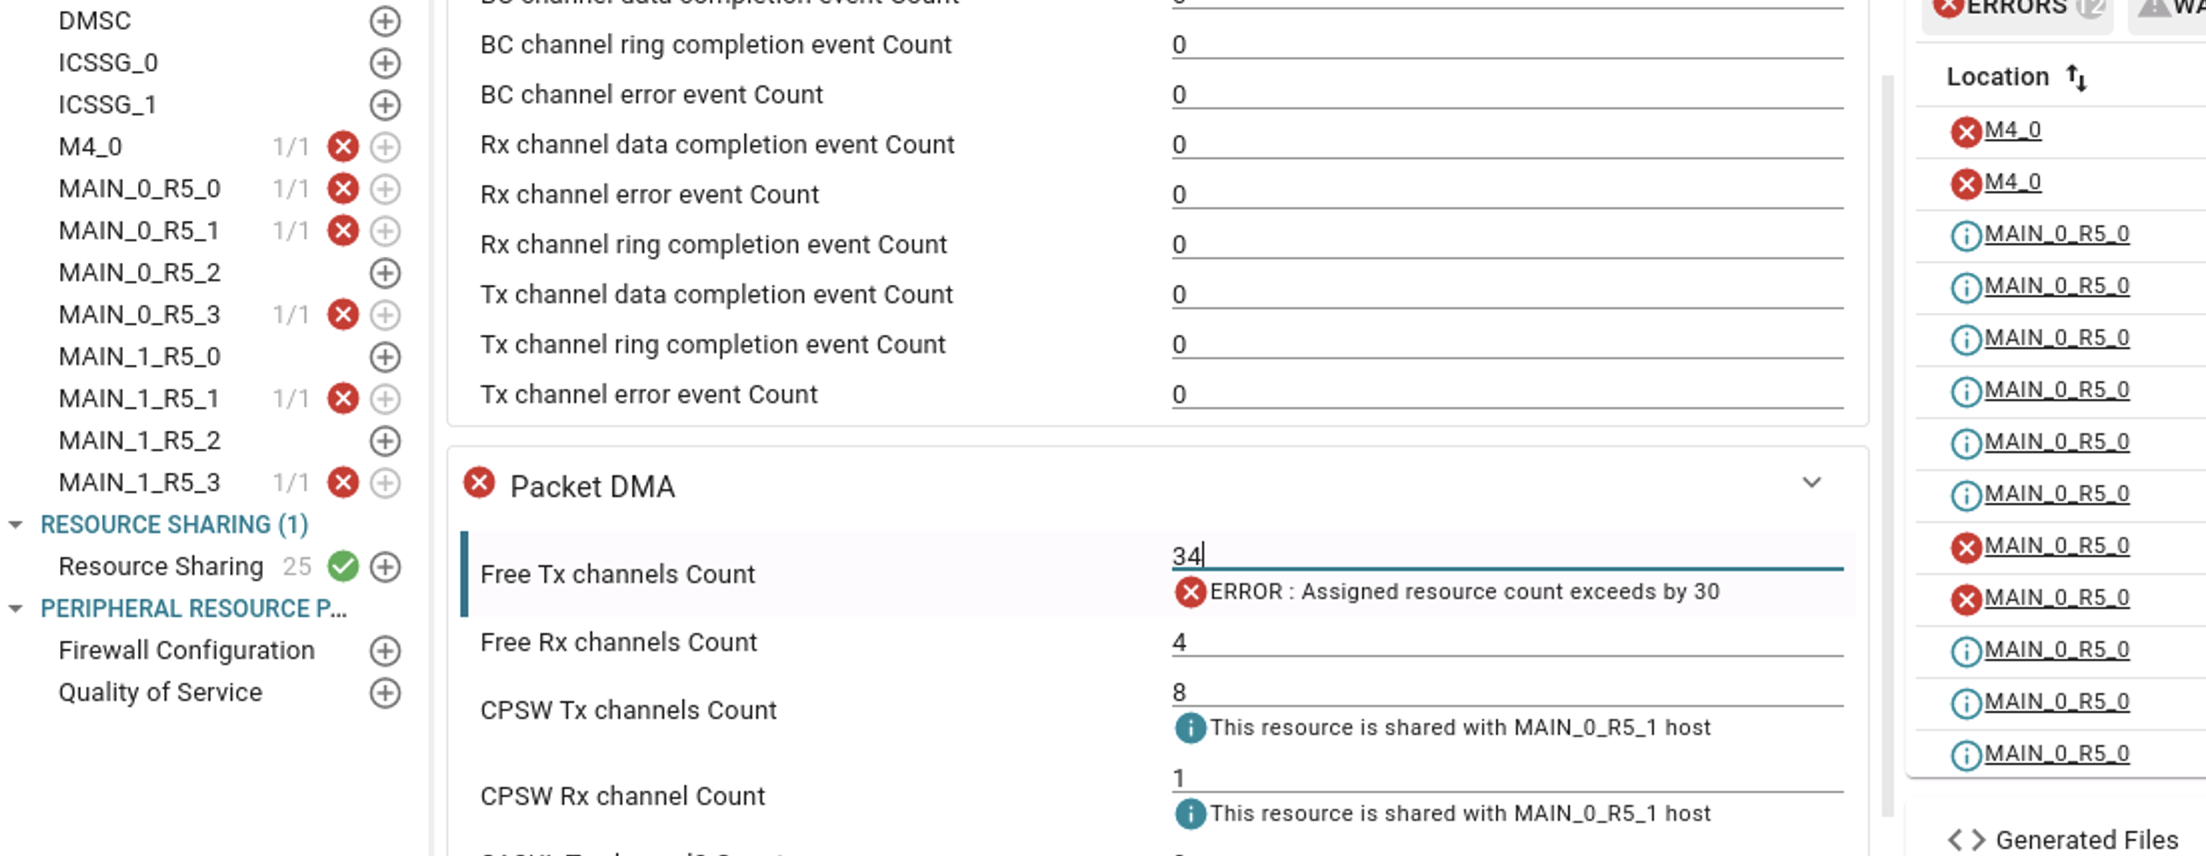 DMSC
ICSSG_0
ICSSG_1
M4_0 1/1
MAIN_0_R5_0 1/1
MAIN_0_R5_1 1/1
MAIN_0_R5_2
MAIN_0_R5_3 1/1
MAIN_1_R5_0
MAIN_1_R5_1 1/1
MAIN_1_R5_2
MAIN_1_R5_3 1/1
RESOURCE SHARING (1)
Resource Sharing 25
PERIPHERAL RESOURCE P...
Firewall Configuration
Quality of Service
BC channel data completion event Count
BC channel ring completion event Count 0
BC channel error event Count 0
Rx channel data completion event Count 0
Rx channel error event Count 0
Rx channel ring completion event Count 0
Tx channel data completion event Count 0
Tx channel ring completion event Count 0
Tx channel error event Count 0
Packet DMA
Free Tx channels Count 34
ERROR : Assigned resource count exceeds by 30
Free Rx channels Count 4
CPSW Tx channels Count 8
This resource is shared with MAIN_0_R5_1 host
CPSW Rx channel Count 1
This resource is shared with MAIN_0_R5_1 host
ERRORS 12
Location
M4_0
M4_0
MAIN_0_R5_0
MAIN_0_R5_0
MAIN_0_R5_0
MAIN_0_R5_0
MAIN_0_R5_0
MAIN_0_R5_0
MAIN_0_R5_0
MAIN_0_R5_0
MAIN_0_R5_0
MAIN_0_R5_0
MAIN_0_R5_0
Generated Files